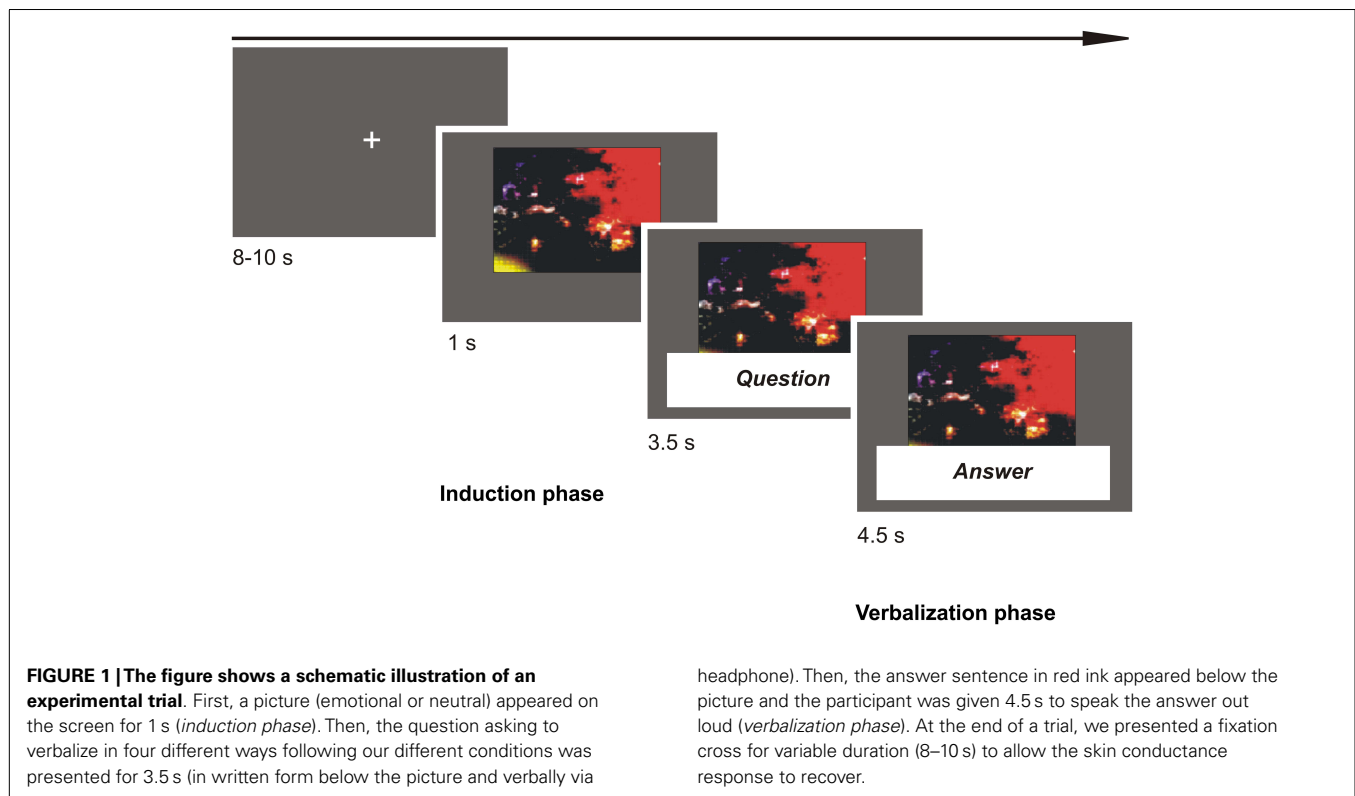 8-10 s
1 s
Question
3.5 s
Answer
Induction phase
4.5 s
Verbalization phase
FIGURE 1 | The figure shows a schematic illustration of an
experimental trial. First, a picture (emotional or neutral) appeared on
the screen for 1 s (induction phase). Then, the question asking to
verbalize in four different ways following our different conditions was
presented for 3.5 s (in written form below the picture and verbally via
headphone). Then, the answer sentence in red ink appeared below the
picture and the participant was given 4.5 s to speak the answer out
loud (verbalization phase). At the end of a trial, we presented a fixation
cross for variable duration (8–10 s) to allow the skin conductance
response to recover.